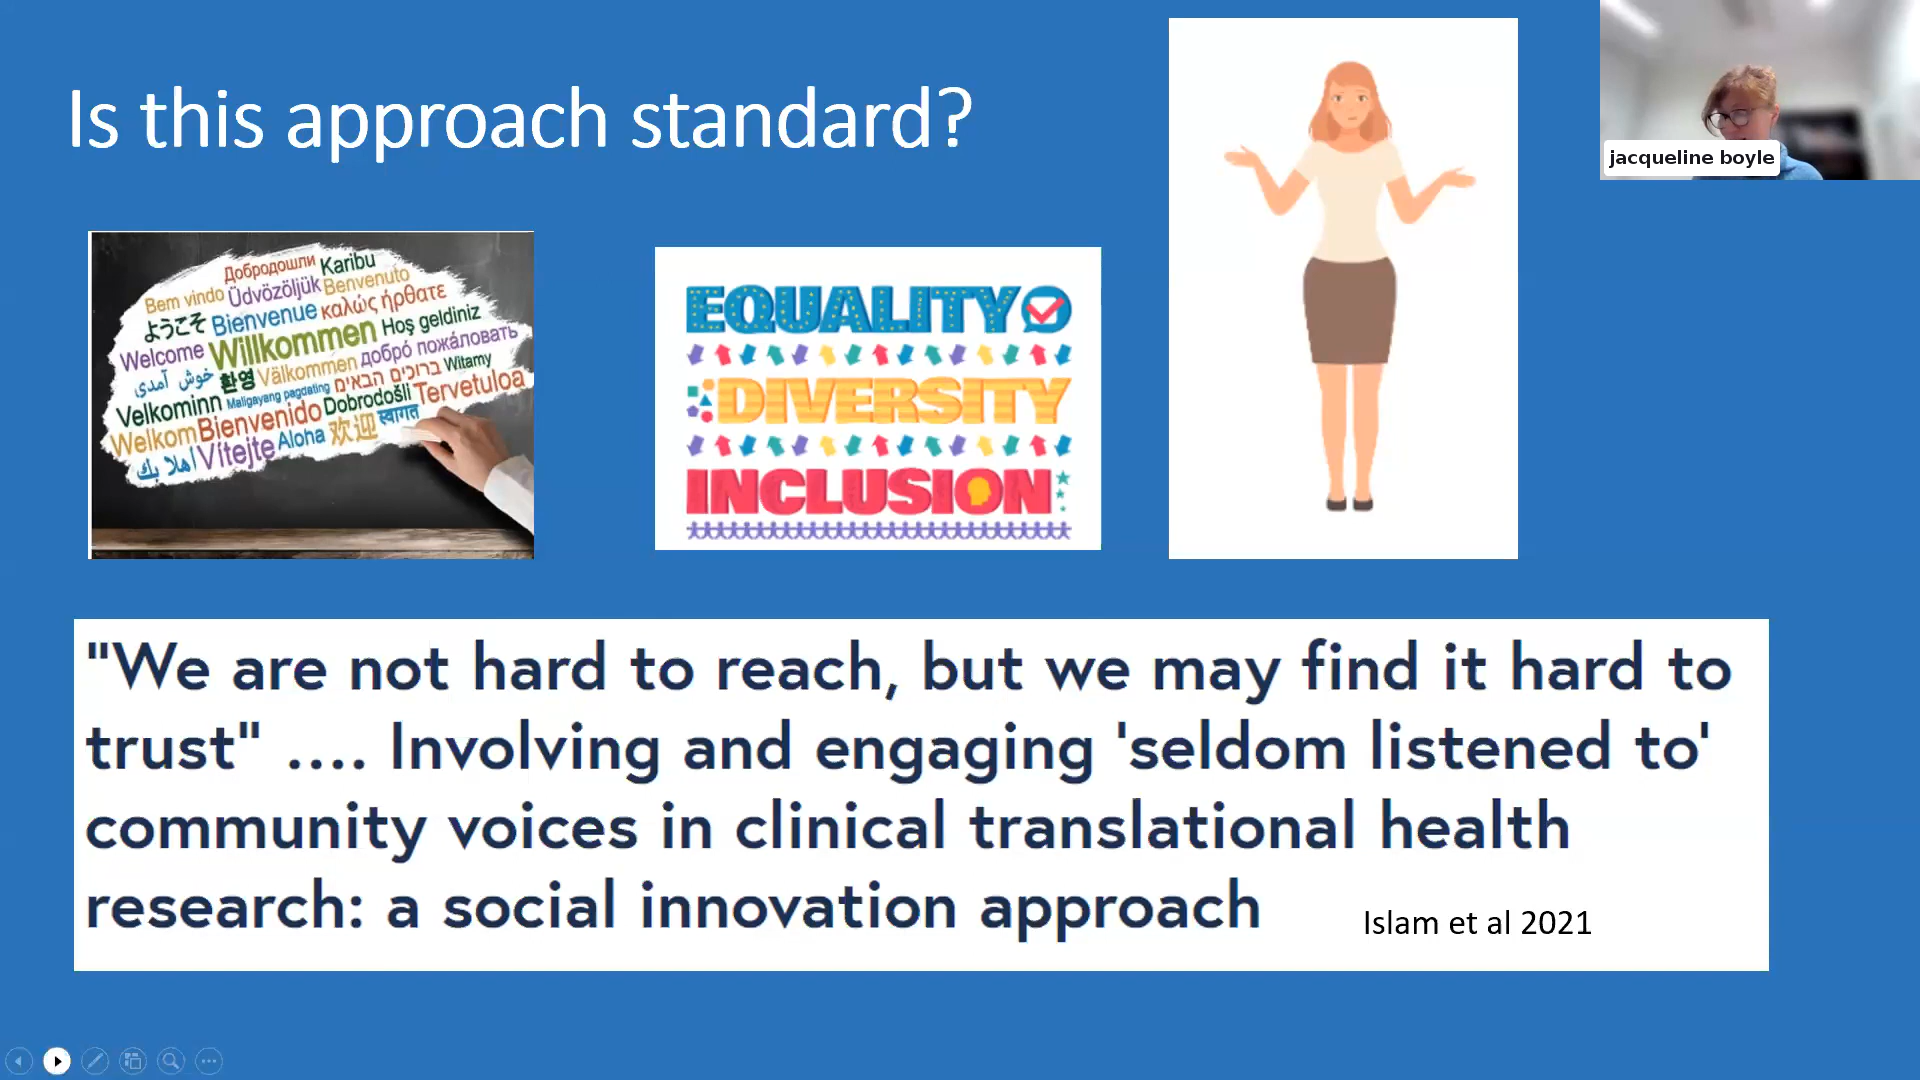 Is this approach standard?
jacqueline boyle
Добродошли Karibu
Bem vindo Üdvözöljük Benvenuto
ようこそ Bienvenue καλώς ήρθατε
Welcome Willkommen Hoş geldiniz
خوش آمدی 환영 Välkommen добро пожаловать
Maligayang pagdating ברוכים הבאים Witamy
Velkominn Bienvenido Dobrodošli Tervetuloa
Welkom Vítejte Aloha 欢迎 स्वागत
أهلا بك
EQUALITY
DIVERSITY
INCLUSION
"We are not hard to reach, but we may find it hard to
trust" .... Involving and engaging 'seldom listened to'
community voices in clinical translational health
research: a social innovation approach
Islam et al 2021